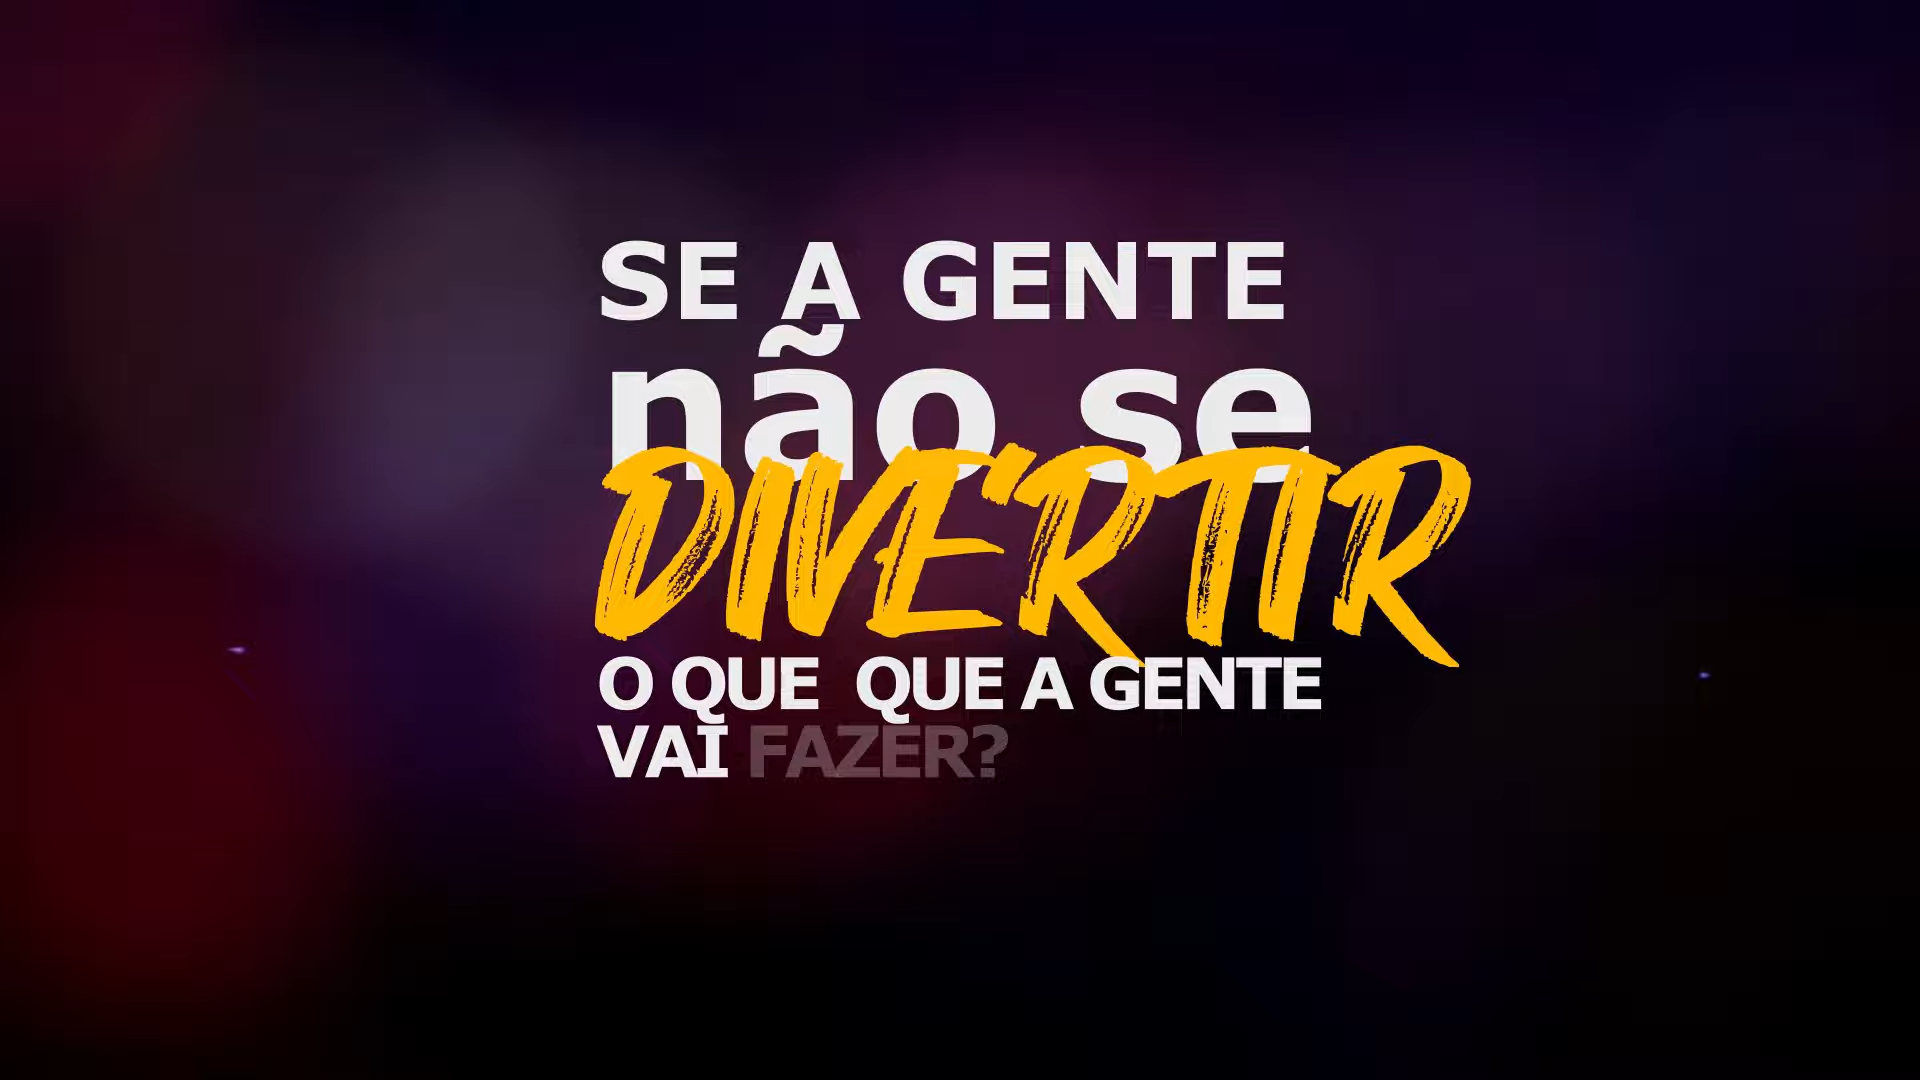 SE A GENTE
não se
DIVERTIR
O QUE QUE A GENTE
VAI FAZER?